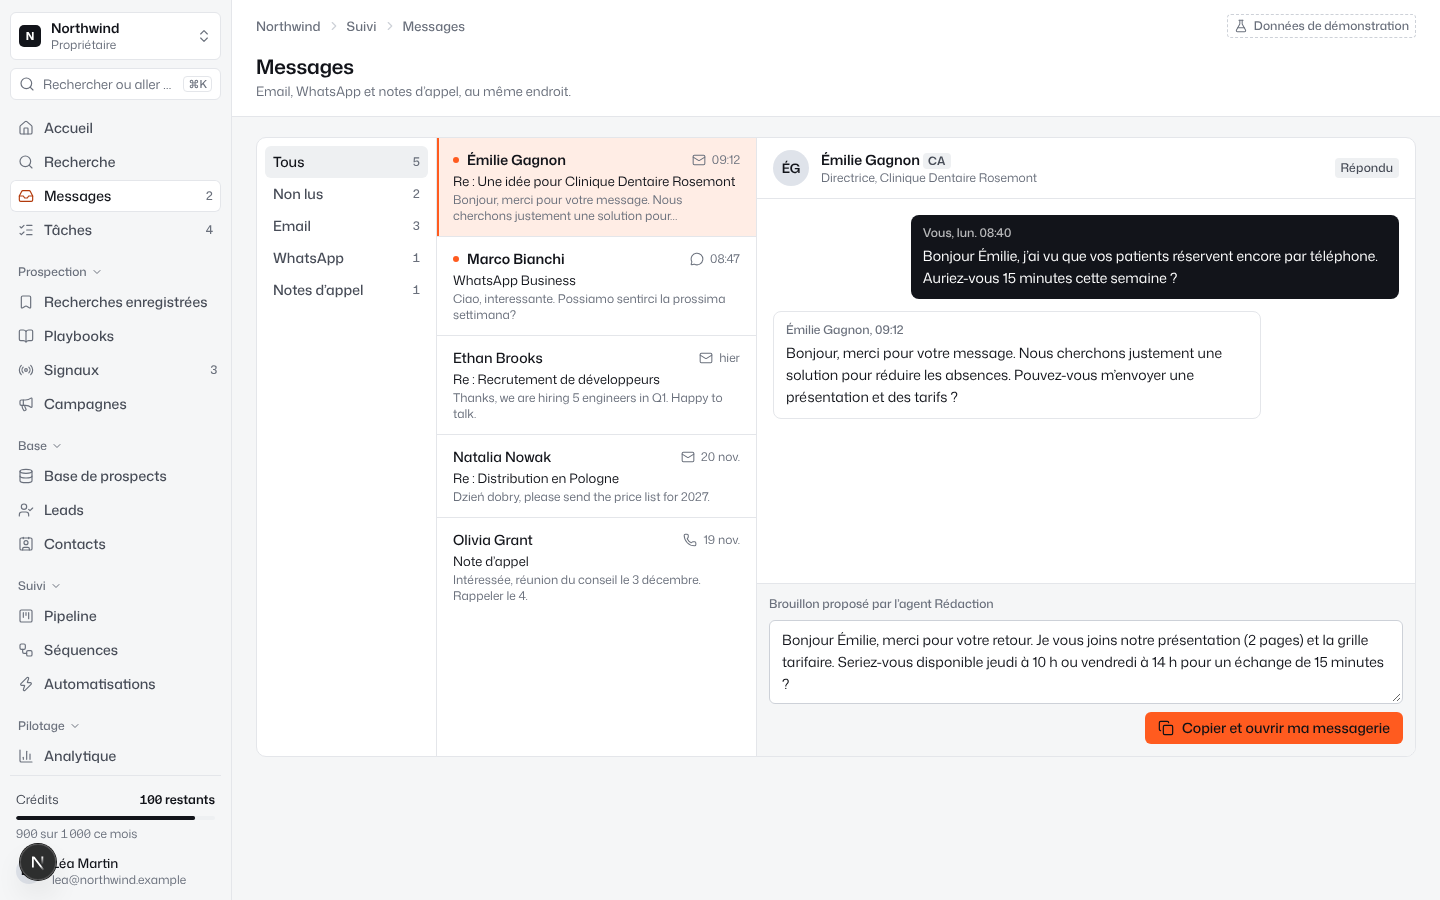 N
Northwind
Propriétaire
Rechercher ou aller ...
⌘K
Accueil
Recherche
Messages 2
Tâches 4
Prospection
Recherches enregistrées
Playbooks
Signaux 3
Campagnes
Base
Base de prospects
Leads
Contacts
Suivi
Pipeline
Séquences
Automatisations
Pilotage
Analytique
Crédits 100 restants
900 sur 1 000 ce mois
N
Léa Martin
lea@northwind.example
Northwind > Suivi > Messages
Données de démonstration
Messages
Email, WhatsApp et notes d'appel, au même endroit.
Tous 5
Non lus 2
Email 3
WhatsApp 1
Notes d'appel 1
Émilie Gagnon 09:12
Re : Une idée pour Clinique Dentaire Rosemont
Bonjour, merci pour votre message. Nous
cherchons justement une solution pour...
Marco Bianchi 08:47
WhatsApp Business
Ciao, interessante. Possiamo sentirci la prossima
settimana?
Ethan Brooks hier
Re : Recrutement de développeurs
Thanks, we are hiring 5 engineers in Q1. Happy to
talk.
Natalia Nowak 20 nov.
Re : Distribution en Pologne
Dzień dobry, please send the price list for 2027.
Olivia Grant 19 nov.
Note d'appel
Intéressée, réunion du conseil le 3 décembre.
Rappeler le 4.
ÉG
Émilie Gagnon CA
Directrice, Clinique Dentaire Rosemont
Répondu
Vous, lun. 08:40
Bonjour Émilie, j'ai vu que vos patients réservent encore par téléphone.
Auriez-vous 15 minutes cette semaine ?
Émilie Gagnon, 09:12
Bonjour, merci pour votre message. Nous cherchons justement une
solution pour réduire les absences. Pouvez-vous m'envoyer une
présentation et des tarifs ?
Brouillon proposé par l'agent Rédaction
Bonjour Émilie, merci pour votre retour. Je vous joins notre présentation (2 pages) et la grille
tarifaire. Seriez-vous disponible jeudi à 10 h ou vendredi à 14 h pour un échange de 15 minutes
?
Copier et ouvrir ma messagerie